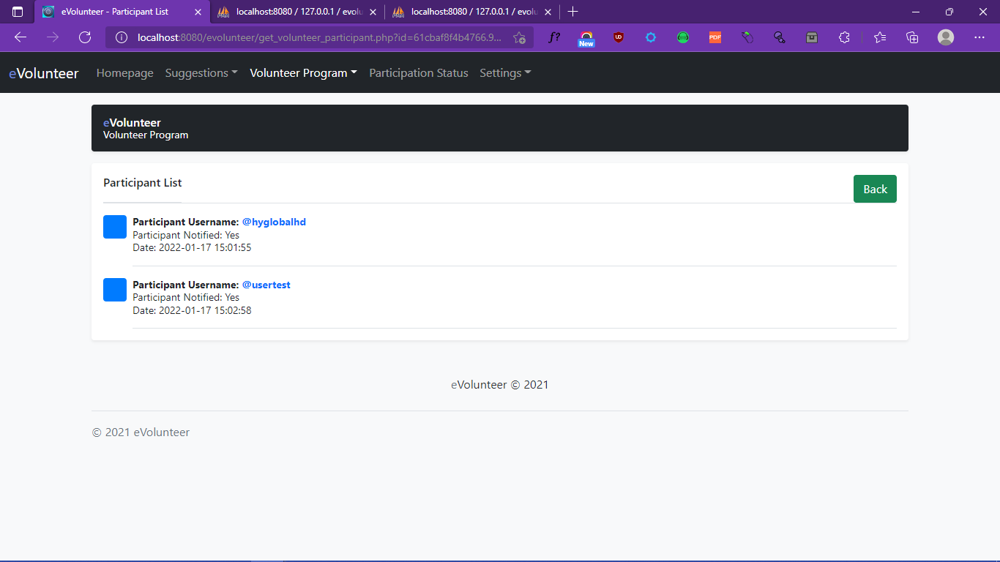 eVolunteer - Participant List
localhost:8080 / 127.0.0.1 / evolu
localhost:8080 / 127.0.0.1 / evolu
localhost:8080/evolunteer/get_volunteer_participant.php?id=61cbaf8f4b4766.9...
f?
New
UD
PDF
eVolunteer
Homepage
Suggestions
Volunteer Program
Participation Status
Settings
eVolunteer
Volunteer Program
Participant List
Back
Participant Username: @hyglobalhd
Participant Notified: Yes
Date: 2022-01-17 15:01:55
Participant Username: @usertest
Participant Notified: Yes
Date: 2022-01-17 15:02:58
eVolunteer © 2021
© 2021 eVolunteer